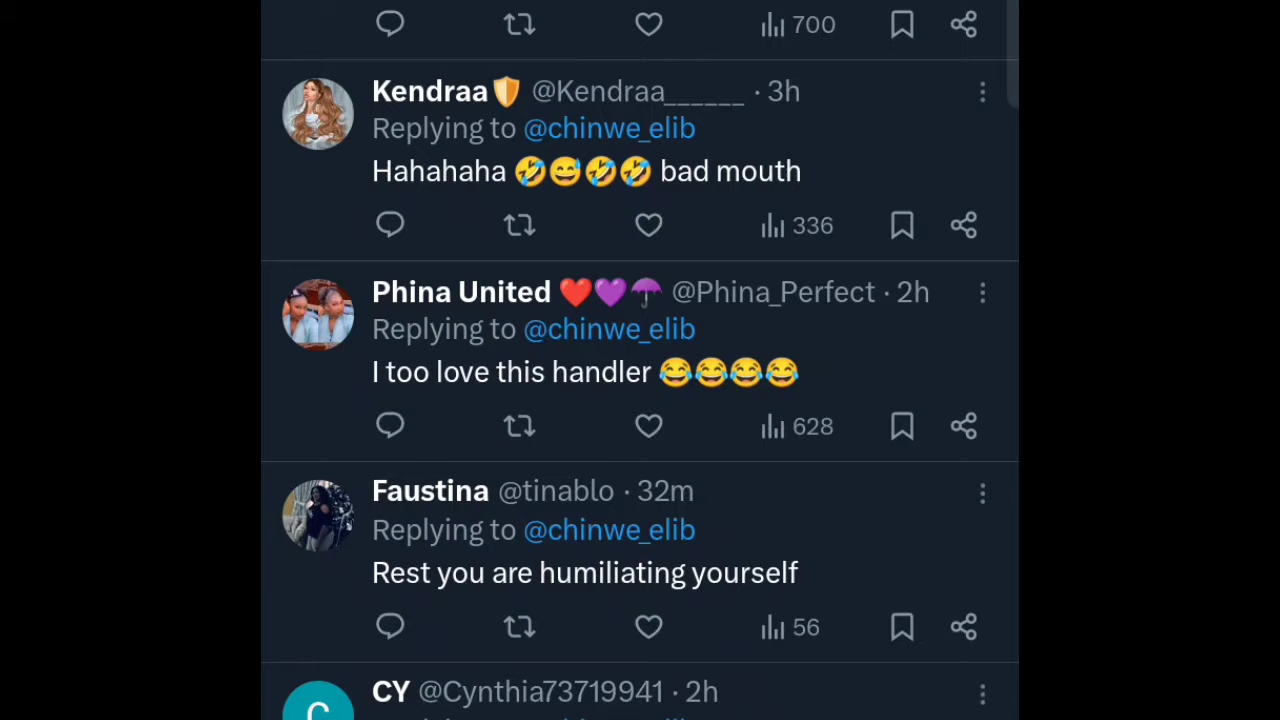 700
Kendraa🛡️ @Kendraa______ · 3h
Replying to @chinwe_elib
Hahahaha 🤣😅🤣🤣 bad mouth
336
Phina United ❤️💜☂️ @Phina_Perfect · 2h
Replying to @chinwe_elib
I too love this handler 😂😂😂😂
628
Faustina @tinablo · 32m
Replying to @chinwe_elib
Rest you are humiliating yourself
56
CY @Cynthia73719941 · 2h
C